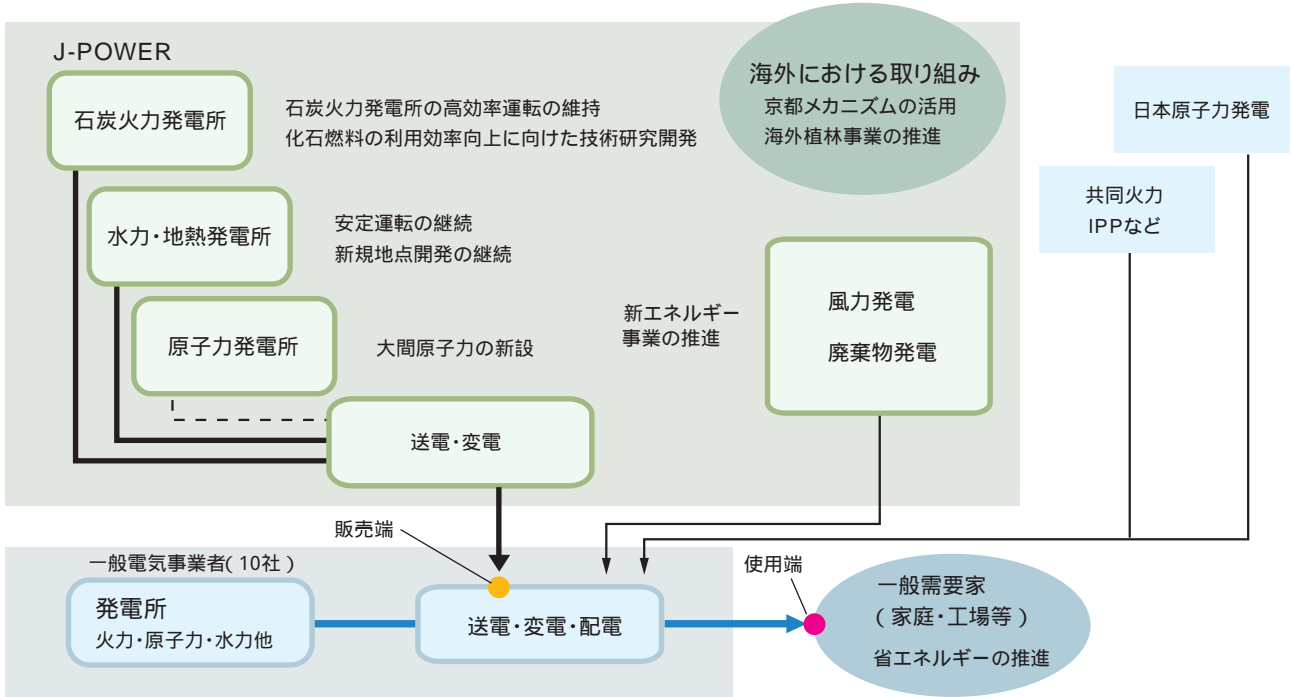 J-POWER
石炭火力発電所
石炭火力発電所の高効率運転の維持
化石燃料の利用効率向上に向けた技術研究開発
海外における取り組み
京都メカニズムの活用
海外植林事業の推進
日本原子力発電
共同火力
IPPなど
水力・地熱発電所
安定運転の継続
新規地点開発の継続
原子力発電所
大間原子力の新設
新エネルギー
事業の推進
風力発電
廃棄物発電
送電・変電
販売端
一般電気事業者(10社)
発電所
火力・原子力・水力他
送電・変電・配電
使用端
一般需要家
(家庭・工場等)
省エネルギーの推進